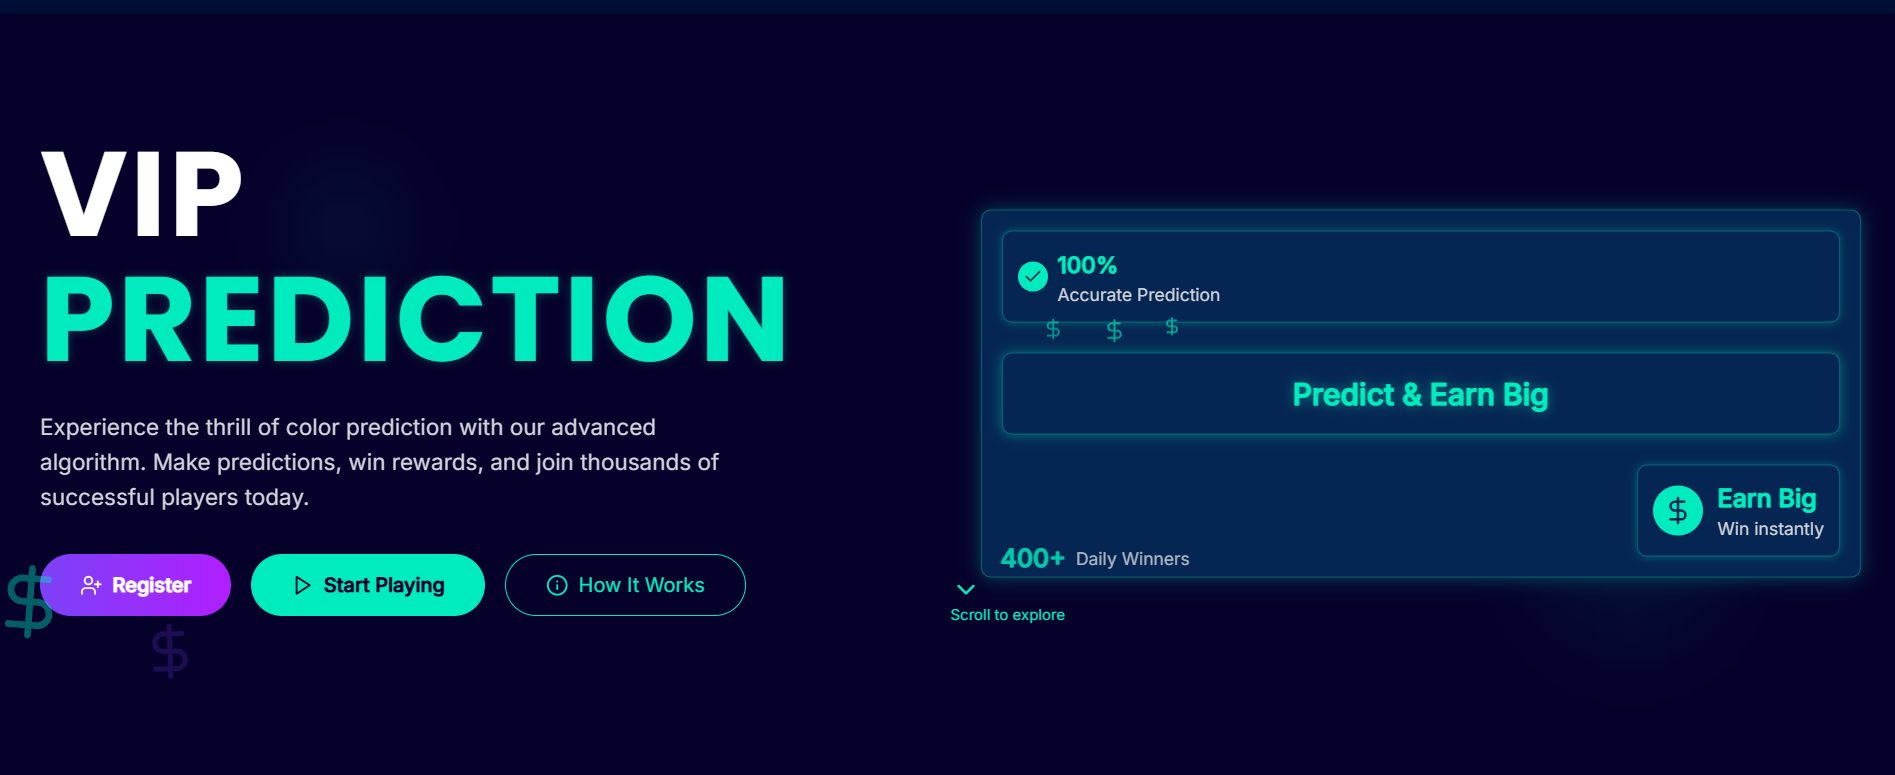 VIP
PREDICTION
Experience the thrill of color prediction with our advanced
algorithm. Make predictions, win rewards, and join thousands of
successful players today.
Register
Start Playing
How It Works
100%
Accurate Prediction
$ $ $
Predict & Earn Big
$
Earn Big
Win instantly
400+ Daily Winners
Scroll to explore
$
$